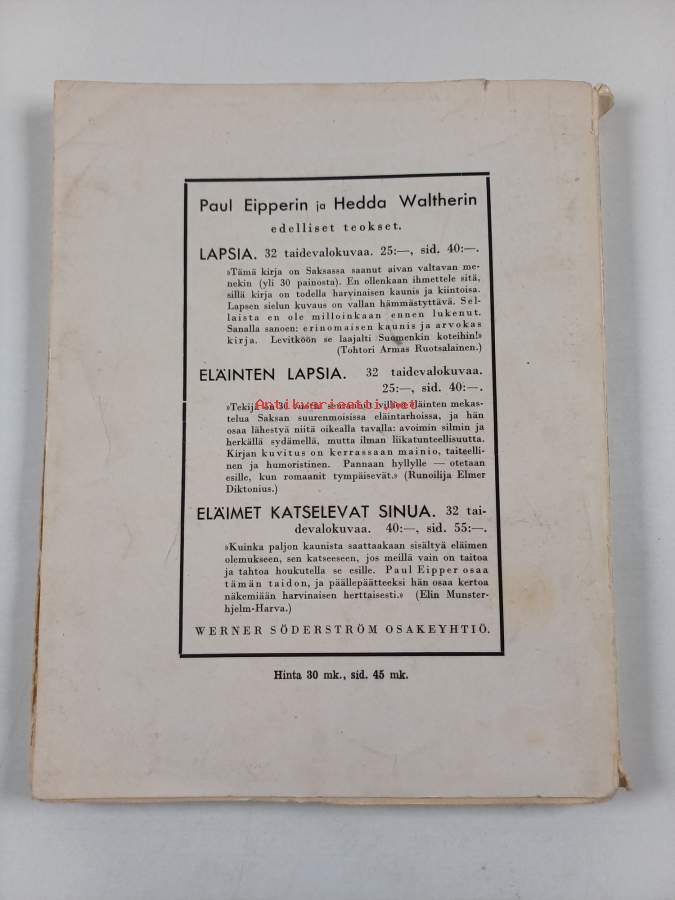 Paul Eipperin ja Hedda Waltherin
edelliset teokset.
LAPSIA. 32 taidevalokuvaa. 25:—, sid. 40:—.
»Tämä kirja on Saksassa saanut aivan valtavan me-
nekin (yli 30 painosta). En ollenkaan ihmettele sitä,
sillä kirja on todella harvinaisen kaunis ja kiintoisa.
Lapsen sielun kuvaus on vallan hämmästyttävä. Sel-
laista en ole milloinkaan ennen lukenut.
Sanalla sanoen: erinomaisen kaunis ja arvokas
kirja. Levitköön se laajalti Suomenkin koteihin!»
(Tohtori Armas Ruotsalainen.)
ELÄINTEN LAPSIA. 32 taidevalokuvaa.
25:—, sid. 40:—.
Antikvariaatti.net
»Tekijä on 30 vuotta eläinten mekas-
telua Saksan suurenmoisissa eläintarhoissa, ja hän
osaa lähestyä niitä oikealla tavalla: avoimin silmin ja
herkällä sydämellä, mutta ilman liikatunteellisuutta.
Kirjan kuvitus on kerrassaan mainio, taiteelli-
nen ja humoristinen. Pannaan hyllylle — otetaan
esille, kun romaanit tympäisevät.» (Runoilija Elmer
Diktonius.)
ELÄIMET KATSELEVAT SINUA. 32 tai-
devalokuvaa. 40:—, sid. 55:—.
»Kuinka paljon kaunista saattaakaan sisältyä eläimen
olemukseen, sen katseeseen, jos meillä vain on taitoa
ja tahtoa houkutella se esille. Paul Eipper osaa
tämän taidon, ja päällepäätteeksi hän osaa kertoa
näkemiään harvinaisen herttaisesti.» (Elin Munster-
hjelm-Harva.)
WERNER SÖDERSTRÖM OSAKEYHTIÖ.
Hinta 30 mk., sid. 45 mk.